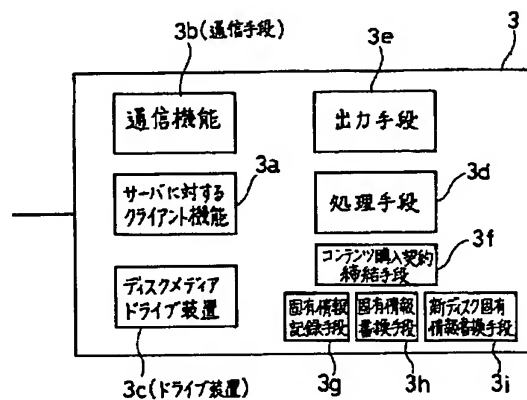 3b(通信手段)
3e
3
通信機能
出力手段
3a
サーバに対する
クライアント機能
処理手段
3d
3f
コンテンツ購入契約
締結手段
ディスクメディア
ドライブ装置
固有情報
記録手段
固有情報
書換手段
新ディスク固有
情報書換手段
3c(ドライブ装置)
3g
3h
3i